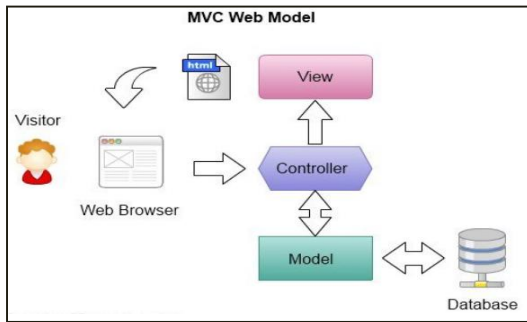 MVC Web Model
html
View
Visitor
Controller
Web Browser
Model
Database